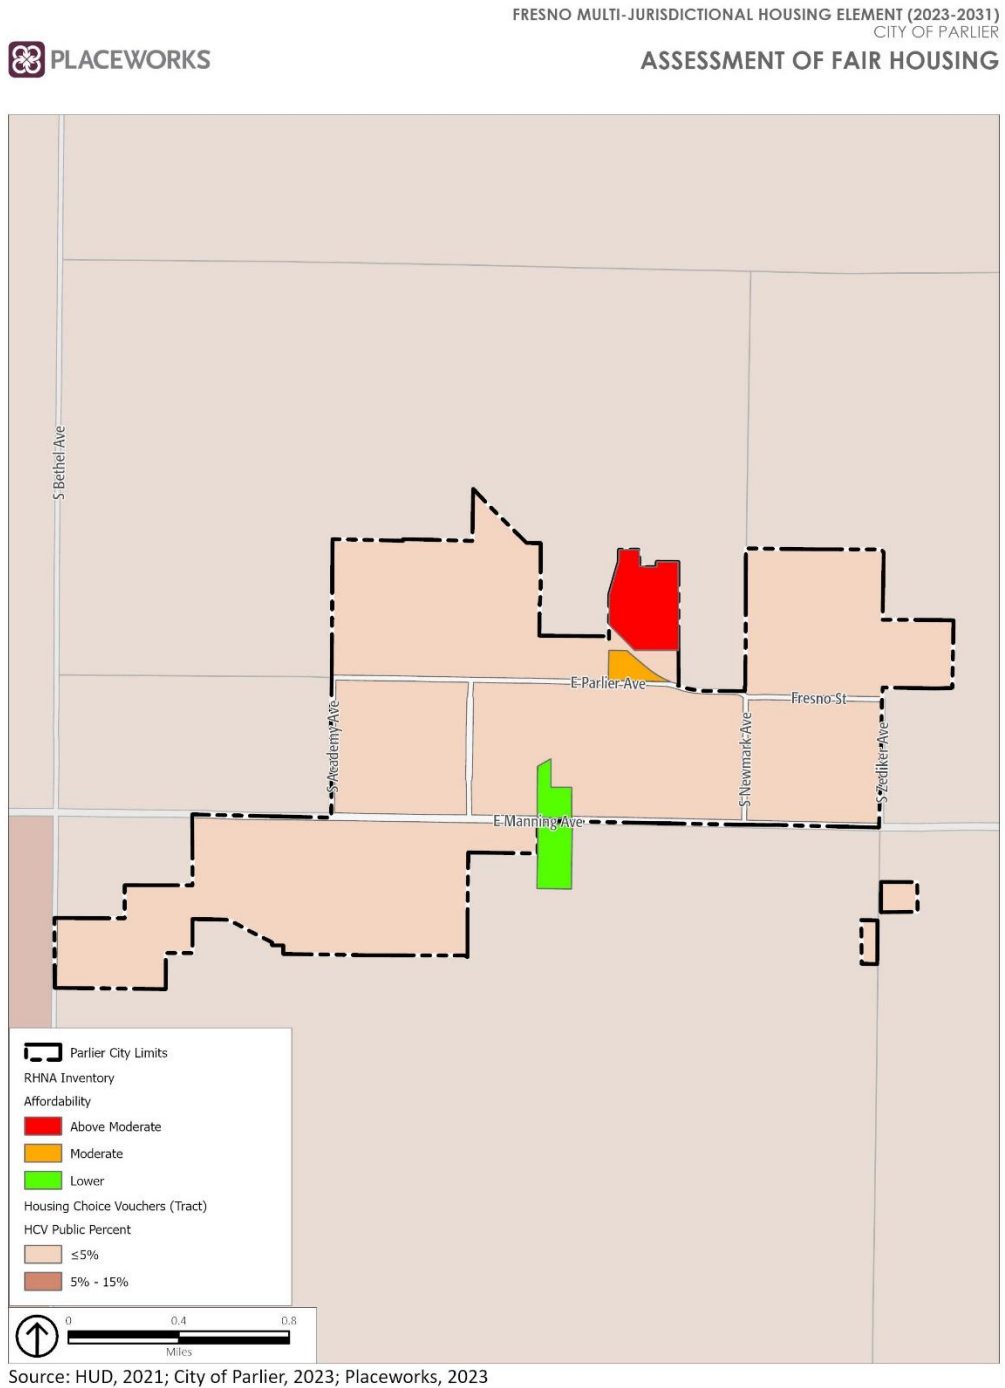 FRESNO MULTI-JURISDICTIONAL HOUSING ELEMENT (2023-2031)
CITY OF PARLIER
PLACEWORKS
ASSESSMENT OF FAIR HOUSING
S Bethel Ave
E Parlier Ave
Fresno St
S Academy Ave
S Newmark Ave
S Zediker Ave
E Manning Ave
Parlier City Limits
RHNA Inventory
Affordability
Above Moderate
Moderate
Lower
Housing Choice Vouchers (Tract)
HCV Public Percent
≤5%
5% - 15%
0 0.4 0.8
Miles
Source: HUD, 2021; City of Parlier, 2023; Placeworks, 2023